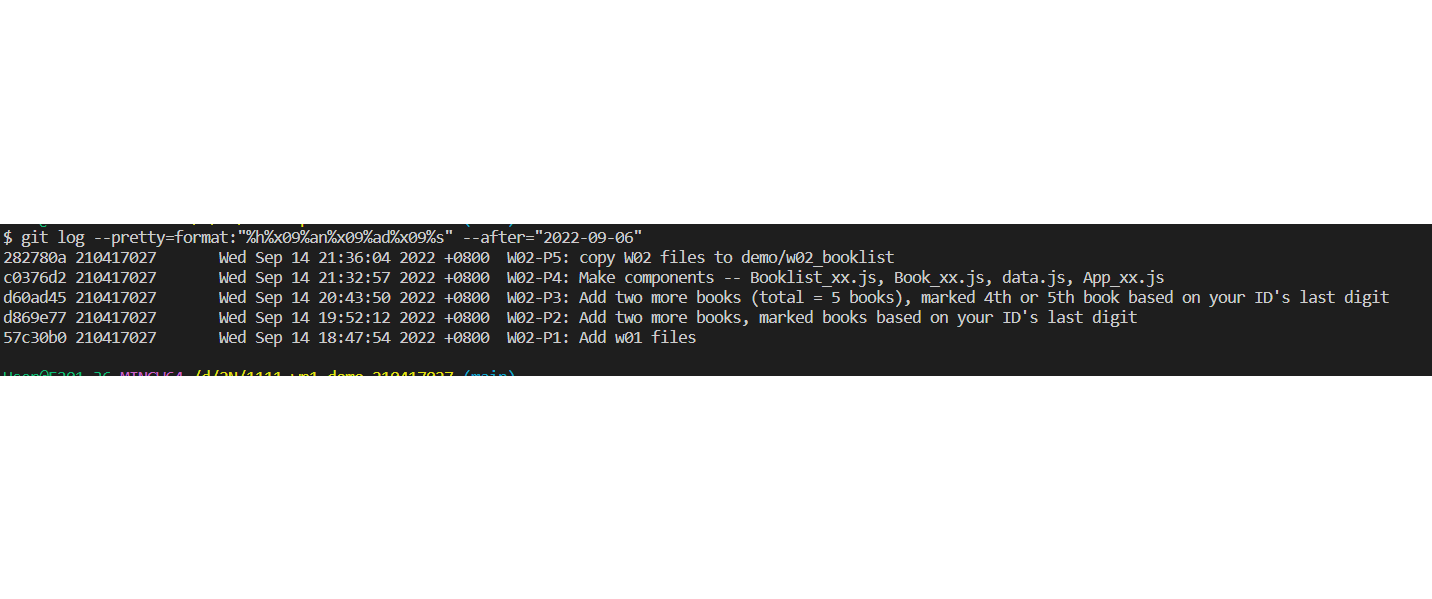 $ git log --pretty=format:"%h%x09%an%x09%ad%x09%s" --after="2022-09-06"
282780a 210417027       Wed Sep 14 21:36:04 2022 +0800  W02-P5: copy W02 files to demo/w02_booklist
c0376d2 210417027       Wed Sep 14 21:32:57 2022 +0800  W02-P4: Make components -- Booklist_xx.js, Book_xx.js, data.js, App_xx.js
d60ad45 210417027       Wed Sep 14 20:43:50 2022 +0800  W02-P3: Add two more books (total = 5 books), marked 4th or 5th book based on your ID's last digit
d869e77 210417027       Wed Sep 14 19:52:12 2022 +0800  W02-P2: Add two more books, marked books based on your ID's last digit
57c30b0 210417027       Wed Sep 14 18:47:54 2022 +0800  W02-P1: Add w01 files